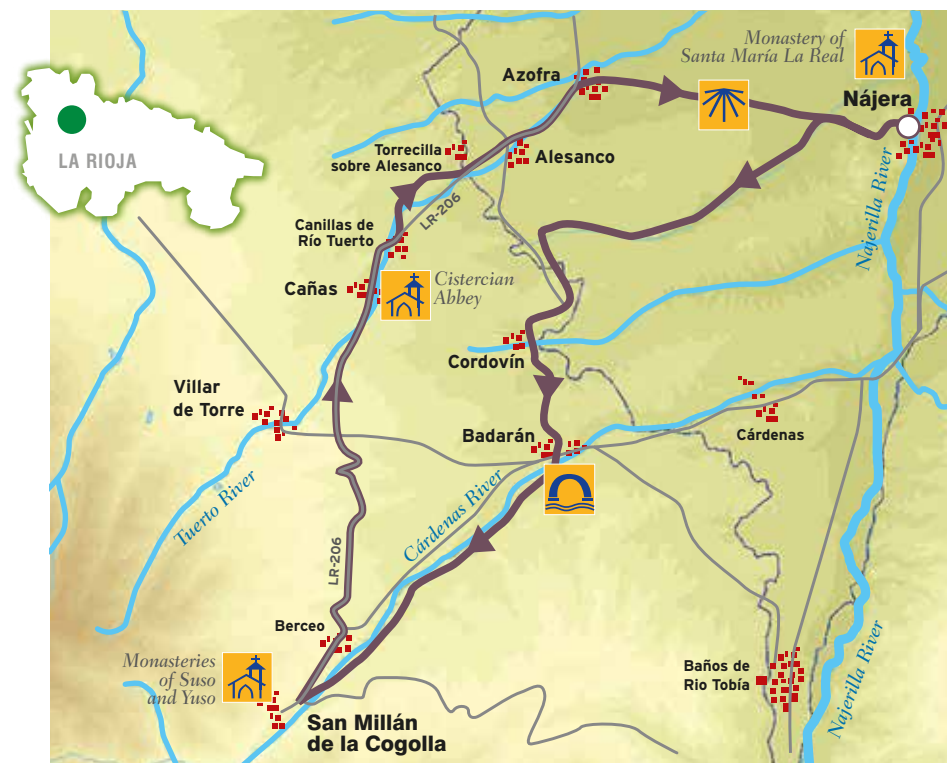 Monastery of
Santa María La Real
Azofra
Nájera
LA RIOJA
Torrecilla
sobre Alesanco
Alesanco
LR-206
Najerilla River
Canillas de
Río Tuerto
Cañas
Cistercian
Abbey
Cordovín
Villar
de Torre
Badarán
Cárdenas
Tuerto River
Cárdenas River
LR-206
Berceo
Monasteries
of Suso
and Yuso
Baños de
Rio Tobía
Najerilla River
San Millán
de la Cogolla